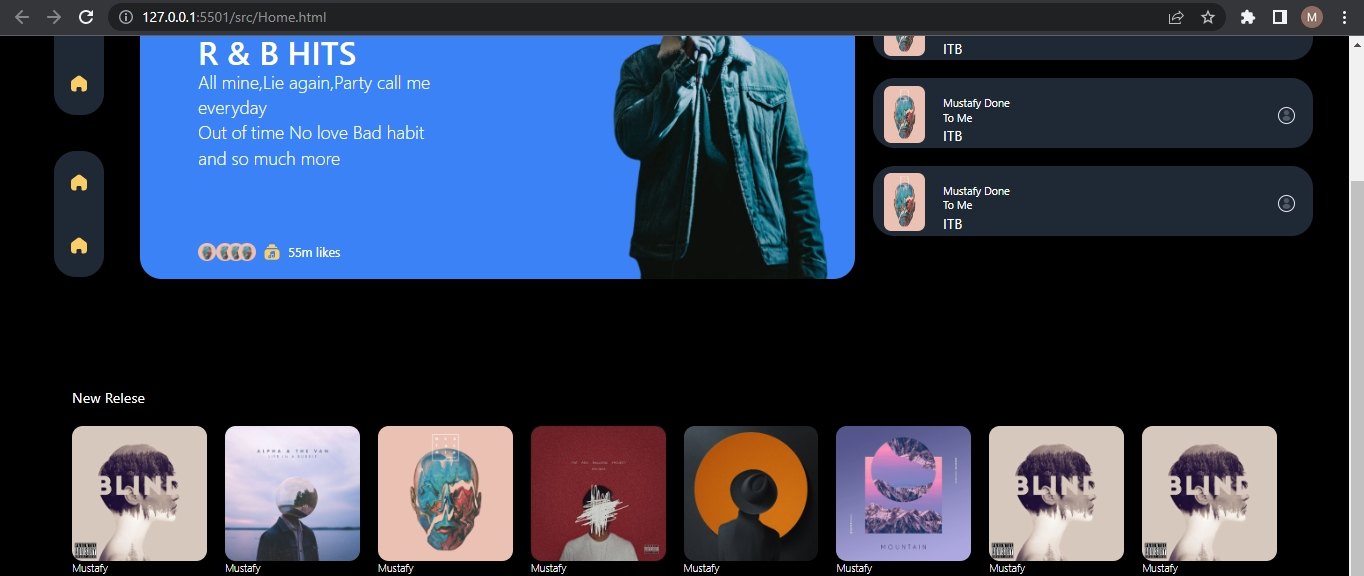 127.0.0.1:5501/src/Home.html
M
R & B HITS
All mine,Lie again,Party call me
everyday
Out of time No love Bad habit
and so much more
55m likes
ITB
Mustafy Done
To Me
ITB
Mustafy Done
To Me
ITB
New Relese
BLIND
ALPHA & THE VAN
BLIND
BLIND
MOUNTAIN
Mustafy
Mustafy
Mustafy
Mustafy
Mustafy
Mustafy
Mustafy
Mustafy